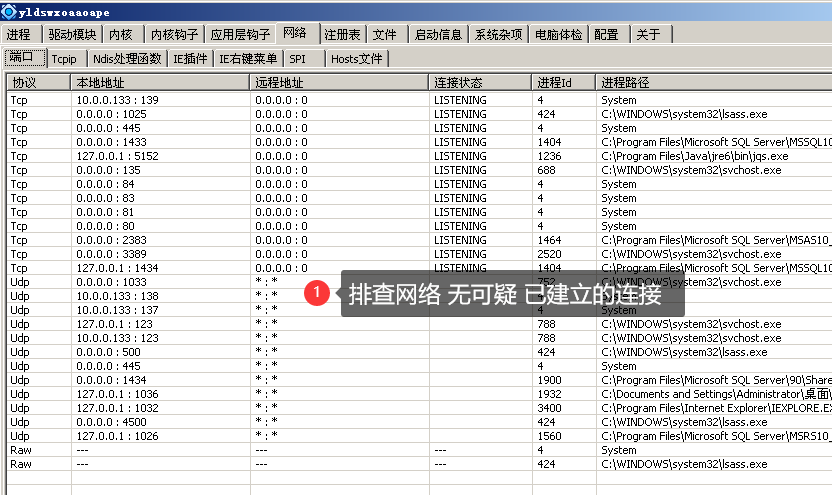 yldswxoaaoape
进程 驱动模块 内核 内核钩子 应用层钩子 网络 注册表 文件 启动信息 系统杂项 电脑体检 配置 关于
端口 Tcpip Ndis处理函数 IE插件 IE右键菜单 SPI Hosts文件
协议 本地地址 远程地址 连接状态 进程Id 进程路径
Tcp 10.0.0.133 : 139 0.0.0.0 : 0 LISTENING 4 System
Tcp 0.0.0.0 : 1025 0.0.0.0 : 0 LISTENING 424 C:\WINDOWS\system32\lsass.exe
Tcp 0.0.0.0 : 445 0.0.0.0 : 0 LISTENING 4 System
Tcp 0.0.0.0 : 1433 0.0.0.0 : 0 LISTENING 1404 C:\Program Files\Microsoft SQL Server\MSSQL10
Tcp 127.0.0.1 : 5152 0.0.0.0 : 0 LISTENING 1236 C:\Program Files\Java\jre6\bin\jqs.exe
Tcp 0.0.0.0 : 135 0.0.0.0 : 0 LISTENING 688 C:\WINDOWS\system32\svchost.exe
Tcp 0.0.0.0 : 84 0.0.0.0 : 0 LISTENING 4 System
Tcp 0.0.0.0 : 83 0.0.0.0 : 0 LISTENING 4 System
Tcp 0.0.0.0 : 81 0.0.0.0 : 0 LISTENING 4 System
Tcp 0.0.0.0 : 80 0.0.0.0 : 0 LISTENING 4 System
Tcp 0.0.0.0 : 2383 0.0.0.0 : 0 LISTENING 1464 C:\Program Files\Microsoft SQL Server\MSAS10_
Tcp 0.0.0.0 : 3389 0.0.0.0 : 0 LISTENING 2520 C:\WINDOWS\system32\svchost.exe
Tcp 127.0.0.1 : 1434 0.0.0.0 : 0 LISTENING 1404 C:\Program Files\Microsoft SQL Server\MSSQL10
Udp 0.0.0.0 : 1033 * : * 752 C:\WINDOWS\system32\svchost.exe
1 排查网络 无可疑 已建立的连接
Udp 10.0.0.133 : 138 * : *
Udp 10.0.0.133 : 137 * : * 4 System
Udp 127.0.0.1 : 123 * : * 788 C:\WINDOWS\system32\svchost.exe
Udp 10.0.0.133 : 123 * : * 788 C:\WINDOWS\system32\svchost.exe
Udp 0.0.0.0 : 500 * : * 424 C:\WINDOWS\system32\lsass.exe
Udp 0.0.0.0 : 445 * : * 4 System
Udp 0.0.0.0 : 1434 * : * 1900 C:\Program Files\Microsoft SQL Server\90\Share
Udp 127.0.0.1 : 1036 * : * 1932 C:\Documents and Settings\Administrator\桌面\
Udp 127.0.0.1 : 1032 * : * 3400 C:\Program Files\Internet Explorer\IEXPLORE.EX
Udp 0.0.0.0 : 4500 * : * 424 C:\WINDOWS\system32\lsass.exe
Udp 127.0.0.1 : 1026 * : * 1560 C:\Program Files\Microsoft SQL Server\MSRS10_
Raw --- --- --- 4 System
Raw --- --- --- 424 C:\WINDOWS\system32\lsass.exe